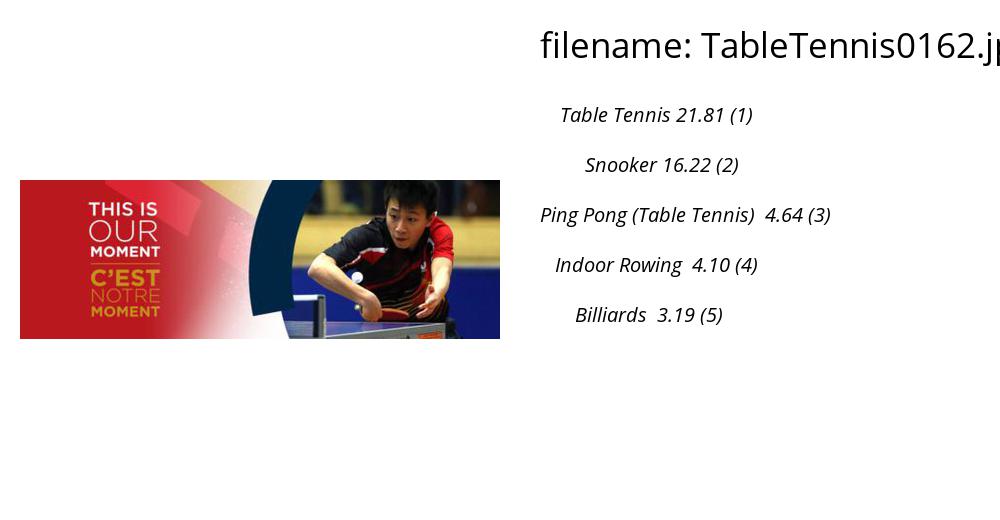 filename: TableTennis0162.j
Table Tennis 21.81 (1)
Snooker 16.22 (2)
Ping Pong (Table Tennis) 4.64 (3)
Indoor Rowing 4.10 (4)
Billiards 3.19 (5)
THIS IS
OUR
MOMENT
C'EST
NOTRE
MOMENT